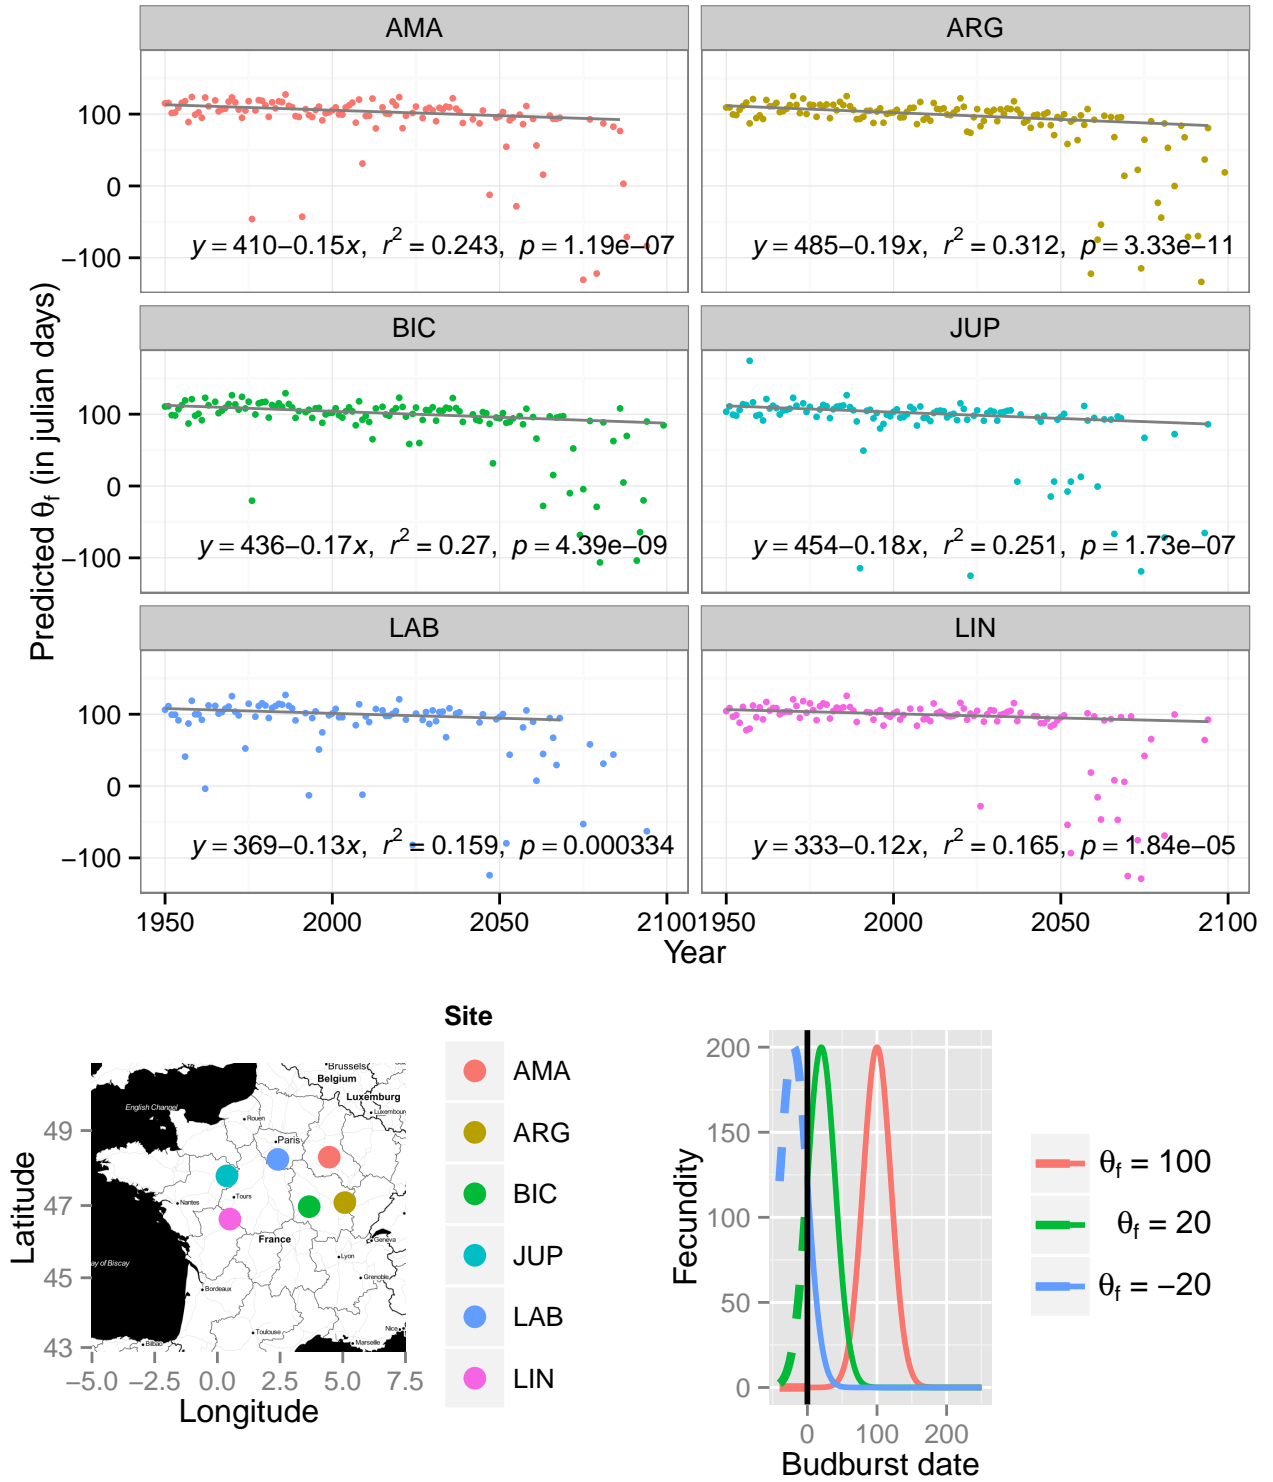 AMA
ARG
100
0
−100
y = 410−0.15x, r2 = 0.243, p = 1.19e−07
y = 485−0.19x, r2 = 0.312, p = 3.33e−11
BIC
JUP
100
0
−100
y = 436−0.17x, r2 = 0.27, p = 4.39e−09
y = 454−0.18x, r2 = 0.251, p = 1.73e−07
Predicted θf (in julian days)
LAB
LIN
100
0
−100
y = 369−0.13x, r2 = 0.159, p = 0.000334
y = 333−0.12x, r2 = 0.165, p = 1.84e−05
1950 2000 2050 2100
1950 2000 2050 2100
Year
Latitude
49
47
45
43
Brussels
Belgium
Luxemburg
Luxembour
English Channel
Rouen
Paris
Nantes
Tours
France
Geneva
Lyon
ay of Biscay
Grenoble
Bordeaux
Toulouse
Nice
Marseille
Bilbao
−5.0 −2.5 0.0 2.5 5.0 7.5
Longitude
Site
AMA
ARG
BIC
JUP
LAB
LIN
Fecundity
200
150
100
50
0
0 100 200
Budburst date
θf = 100
θf = 20
θf = −20